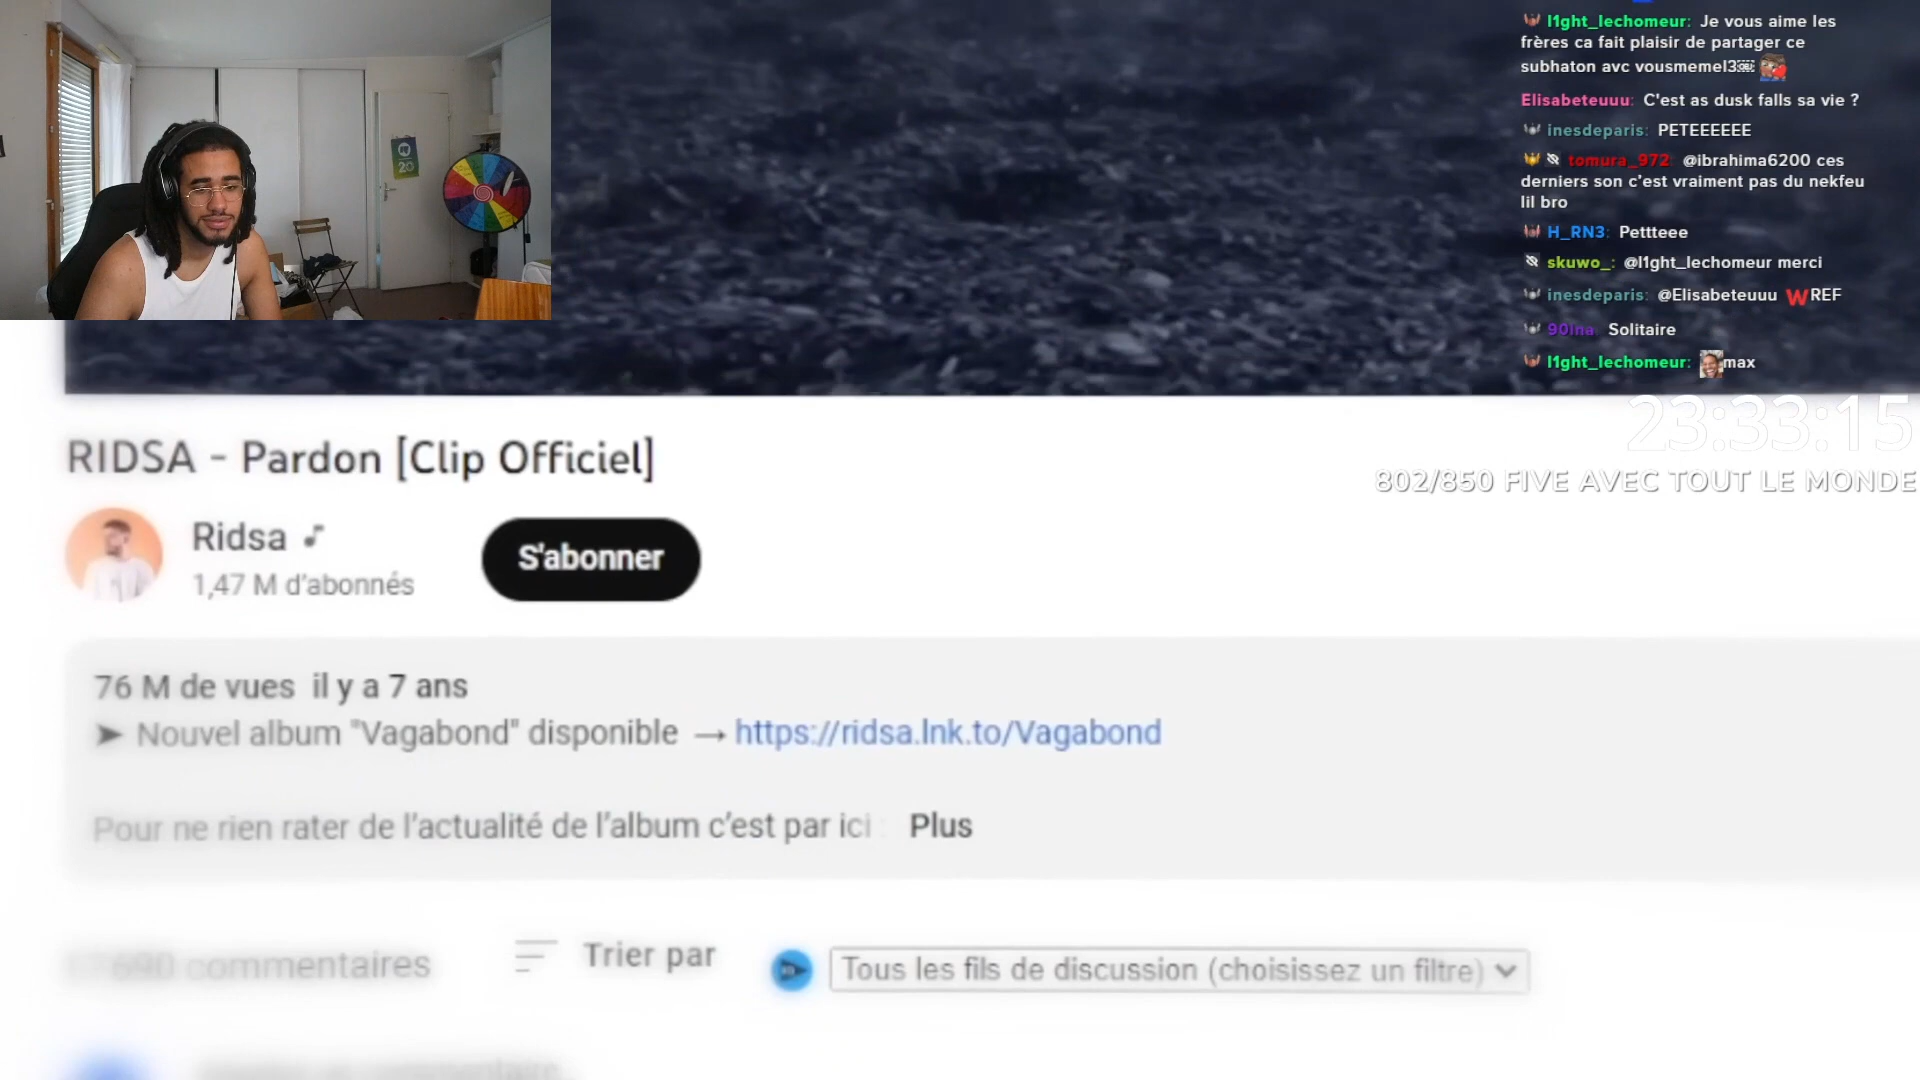 l1ght_lechomeur: Je vous aime les
frères ca fait plaisir de partager ce
subhaton avc vousmemel3
Elisabeteuuu: C'est as dusk falls sa vie ?
inesdeparis: PETEEEEEE
tomura_972: @ibrahima6200 ces
derniers son c'est vraiment pas du nekfeu
lil bro
H_RN3: Pettteee
skuwo_: @l1ght_lechomeur merci
inesdeparis: @Elisabeteuuu W REF
90ina: Solitaire
l1ght_lechomeur: max
23:33:15
802/850 FIVE AVEC TOUT LE MONDE
20
RIDSA - Pardon [Clip Officiel]
Ridsa
1,47 M d'abonnés
S'abonner
76 M de vues il y a 7 ans
➤ Nouvel album "Vagabond" disponible → https://ridsa.lnk.to/Vagabond
Pour ne rien rater de l'actualité de l'album c'est par ici : Plus
commentaires
Trier par
Tous les fils de discussion (choisissez un filtre)